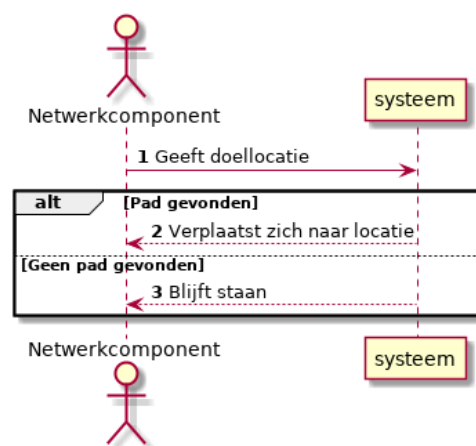 Netwerkcomponent
systeem
1 Geeft doellocatie
alt [Pad gevonden]
2 Verplaatst zich naar locatie
[Geen pad gevonden]
3 Blijft staan
Netwerkcomponent
systeem